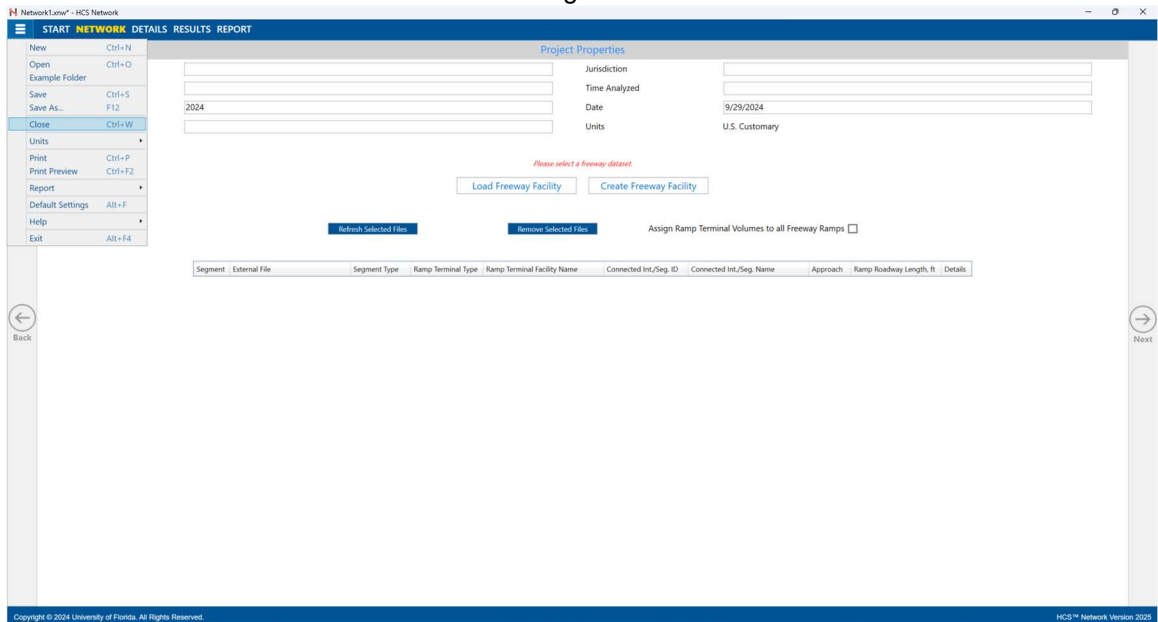 Network1.xnw* - HCS Network
START NETWORK DETAILS RESULTS REPORT
New Ctrl+N
Open Ctrl+O
Example Folder
Save Ctrl+S
Save As... F12
Close Ctrl+W
Units
Print Ctrl+P
Print Preview Ctrl+F2
Report
Default Settings Alt+F
Help
Exit Alt+F4
Project Properties
Jurisdiction
Time Analyzed
2024 Date 9/29/2024
Units U.S. Customary
Please select a freeway dataset.
Load Freeway Facility Create Freeway Facility
Refresh Selected Files Remove Selected Files Assign Ramp Terminal Volumes to all Freeway Ramps
Segment External File Segment Type Ramp Terminal Type Ramp Terminal Facility Name Connected Int./Seg. ID Connected Int./Seg. Name Approach Ramp Roadway Length, ft Details
Back Next
Copyright © 2024 University of Florida. All Rights Reserved. HCS™ Network Version 2025